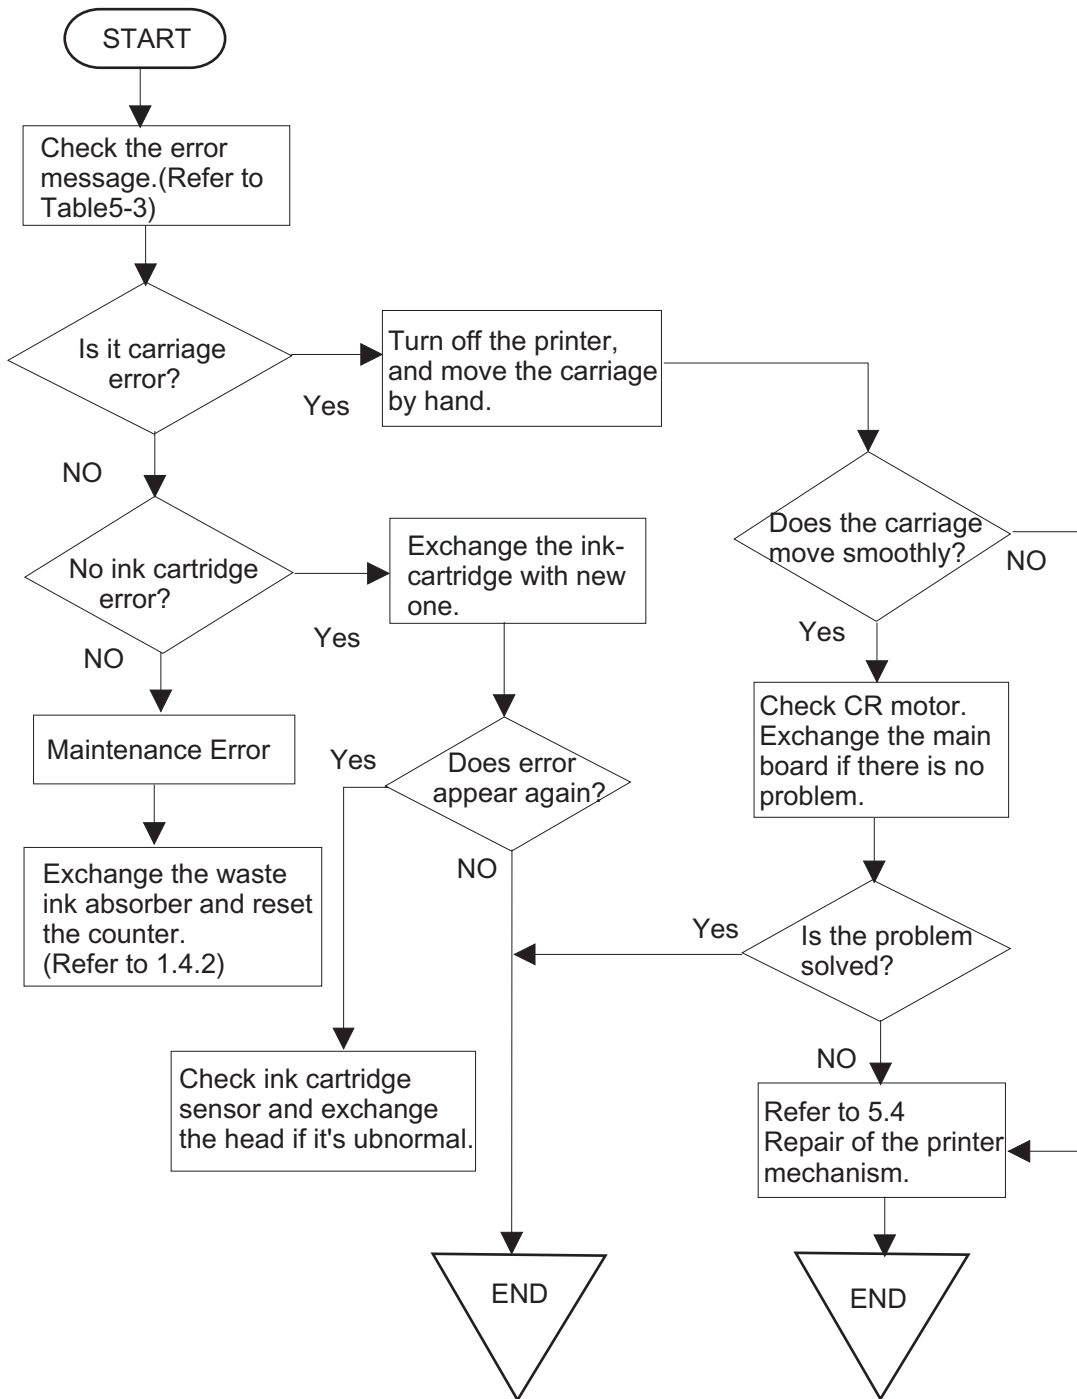 START
Check the error
message.(Refer to
Table5-3)
Is it carriage
error?
Yes
Turn off the printer,
and move the carriage
by hand.
NO
Does the carriage
move smoothly?
NO
Yes
No ink cartridge
error?
Yes
Exchange the ink-
cartridge with new
one.
NO
Maintenance Error
Exchange the waste
ink absorber and reset
the counter.
(Refer to 1.4.2)
Yes
Does error
appear again?
NO
Check CR motor.
Exchange the main
board if there is no
problem.
Yes
Is the problem
solved?
NO
Check ink cartridge
sensor and exchange
the head if it's ubnormal.
Refer to 5.4
Repair of the printer
mechanism.
END
END